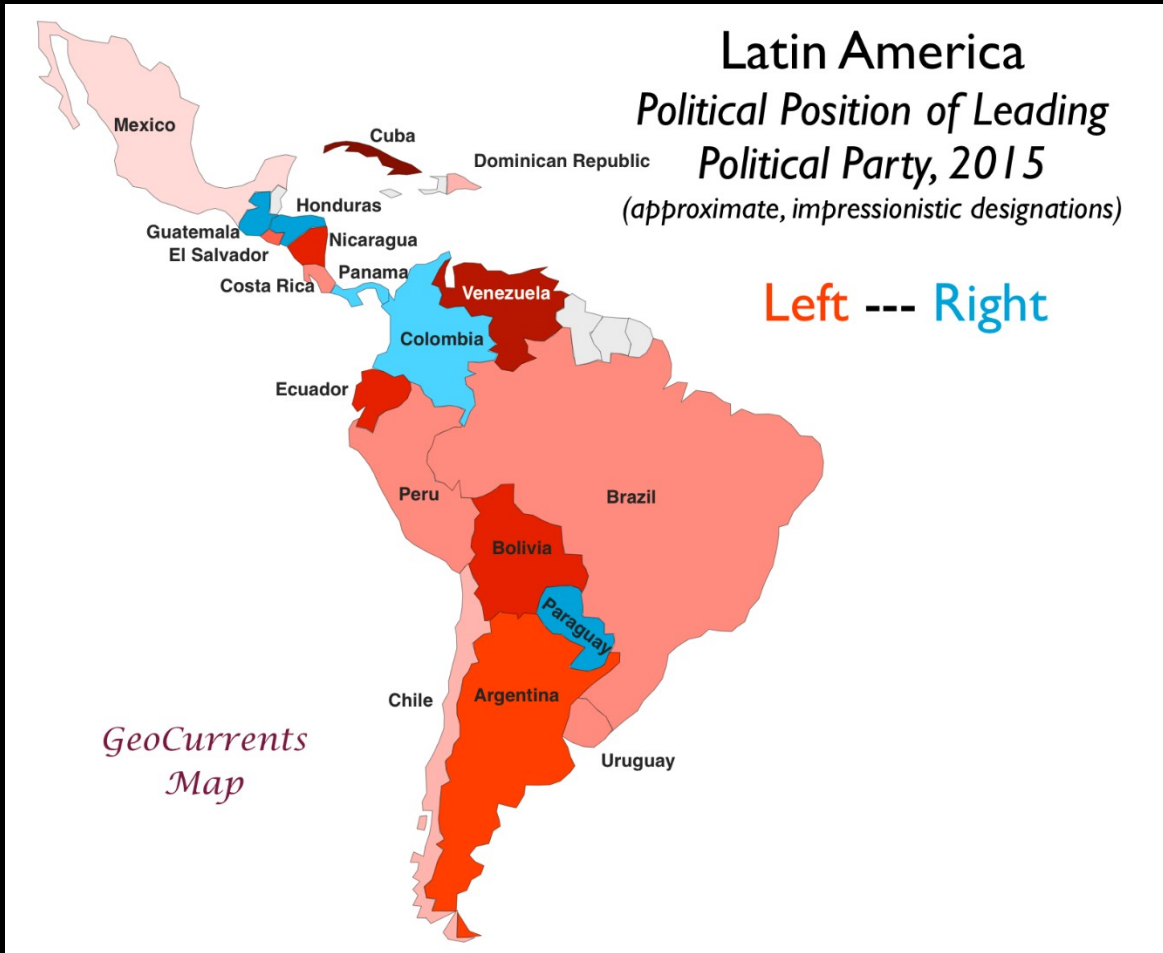 Latin America
Political Position of Leading
Political Party, 2015
(approximate, impressionistic designations)
Left --- Right
Mexico
Cuba
Dominican Republic
Honduras
Guatemala
Nicaragua
El Salvador
Panama
Costa Rica
Venezuela
Colombia
Ecuador
Peru
Brazil
Bolivia
Paraguay
Chile
Argentina
Uruguay
GeoCurrents
Map